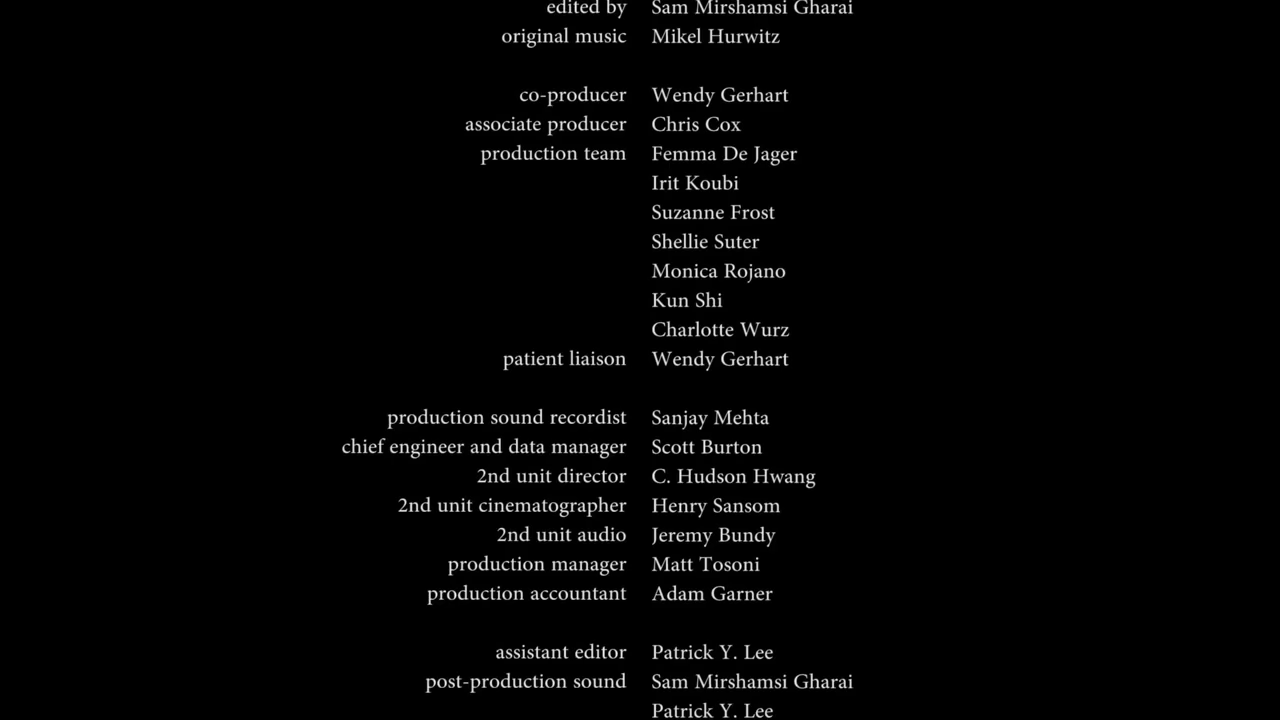 edited by Sam Mirshamsi Gharai
original music Mikel Hurwitz
co-producer Wendy Gerhart
associate producer Chris Cox
production team Femma De Jager
Irit Koubi
Suzanne Frost
Shellie Suter
Monica Rojano
Kun Shi
Charlotte Wurz
patient liaison Wendy Gerhart
production sound recordist Sanjay Mehta
chief engineer and data manager Scott Burton
2nd unit director C. Hudson Hwang
2nd unit cinematographer Henry Sansom
2nd unit audio Jeremy Bundy
production manager Matt Tosoni
production accountant Adam Garner
assistant editor Patrick Y. Lee
post-production sound Sam Mirshamsi Gharai
Patrick Y. Lee